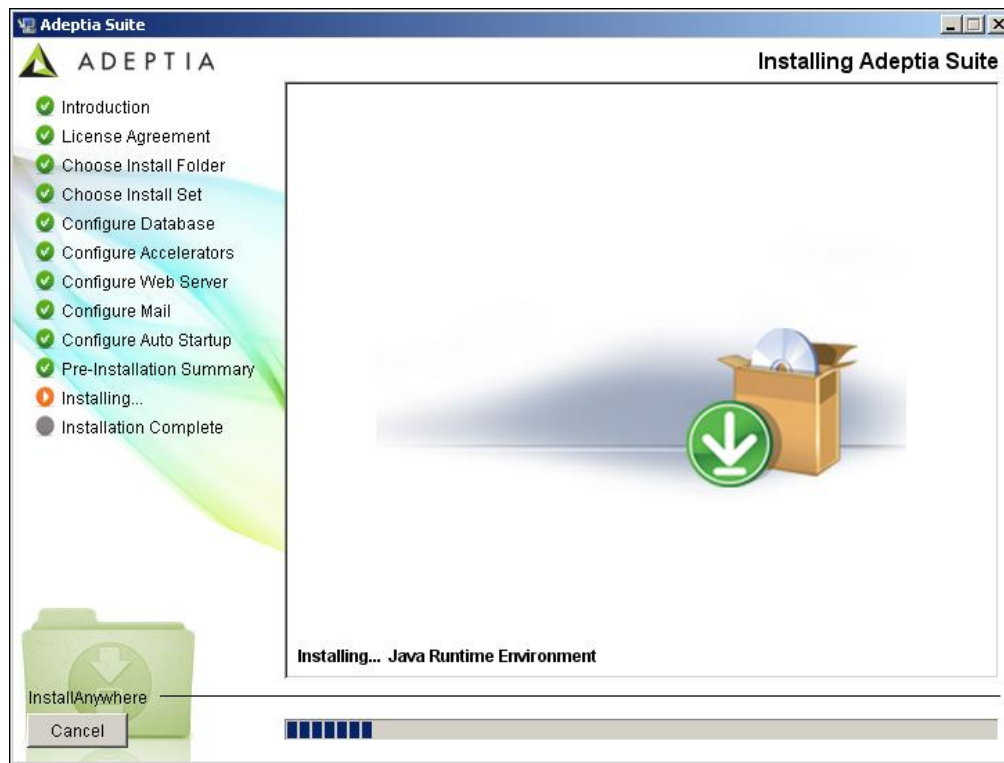 Adeptia Suite
ADEPTIA
Installing Adeptia Suite
Introduction
License Agreement
Choose Install Folder
Choose Install Set
Configure Database
Configure Accelerators
Configure Web Server
Configure Mail
Configure Auto Startup
Pre-Installation Summary
Installing...
Installation Complete
Installing... Java Runtime Environment
InstallAnywhere
Cancel